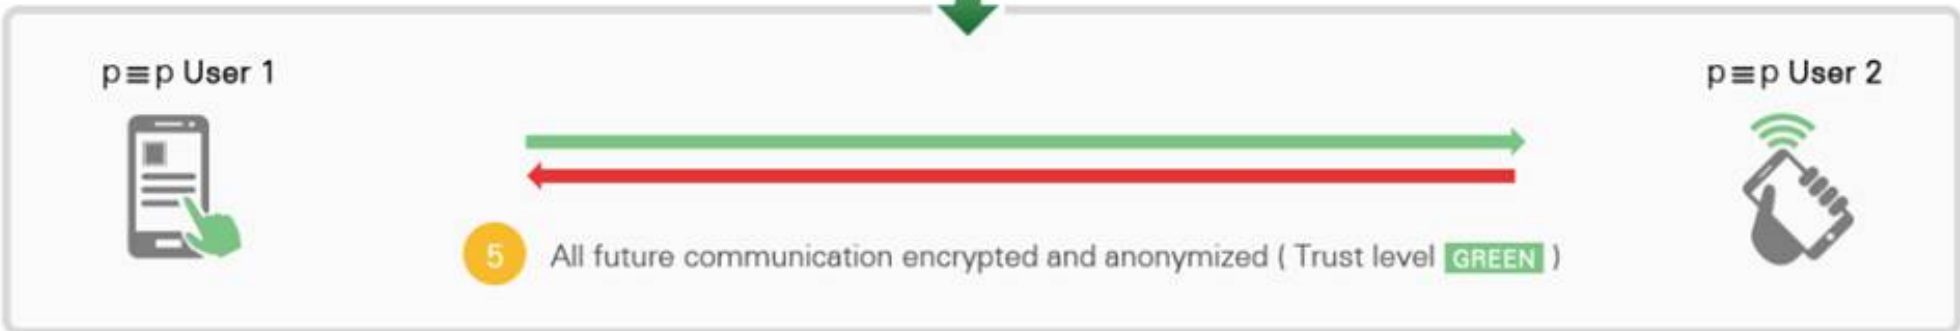 p≡p User 1
p≡p User 2
5 All future communication encrypted and anonymized ( Trust level GREEN )